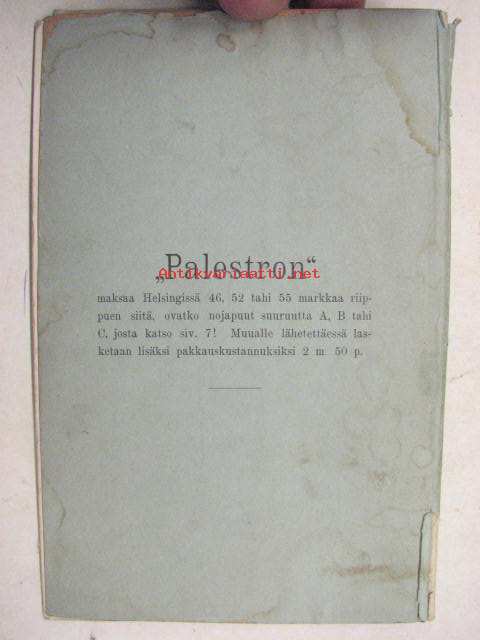 „Palestron“
Antikvariaatti.net
maksaa Helsingissä 46, 52 tahi 55 markkaa riip-
puen siitä, ovatko nojapuut suuruutta A, B tahi
C, josta katso siv. 7! Muualle lähetettäessä las-
ketaan lisäksi pakkauskustannuksiksi 2 m 50 p.